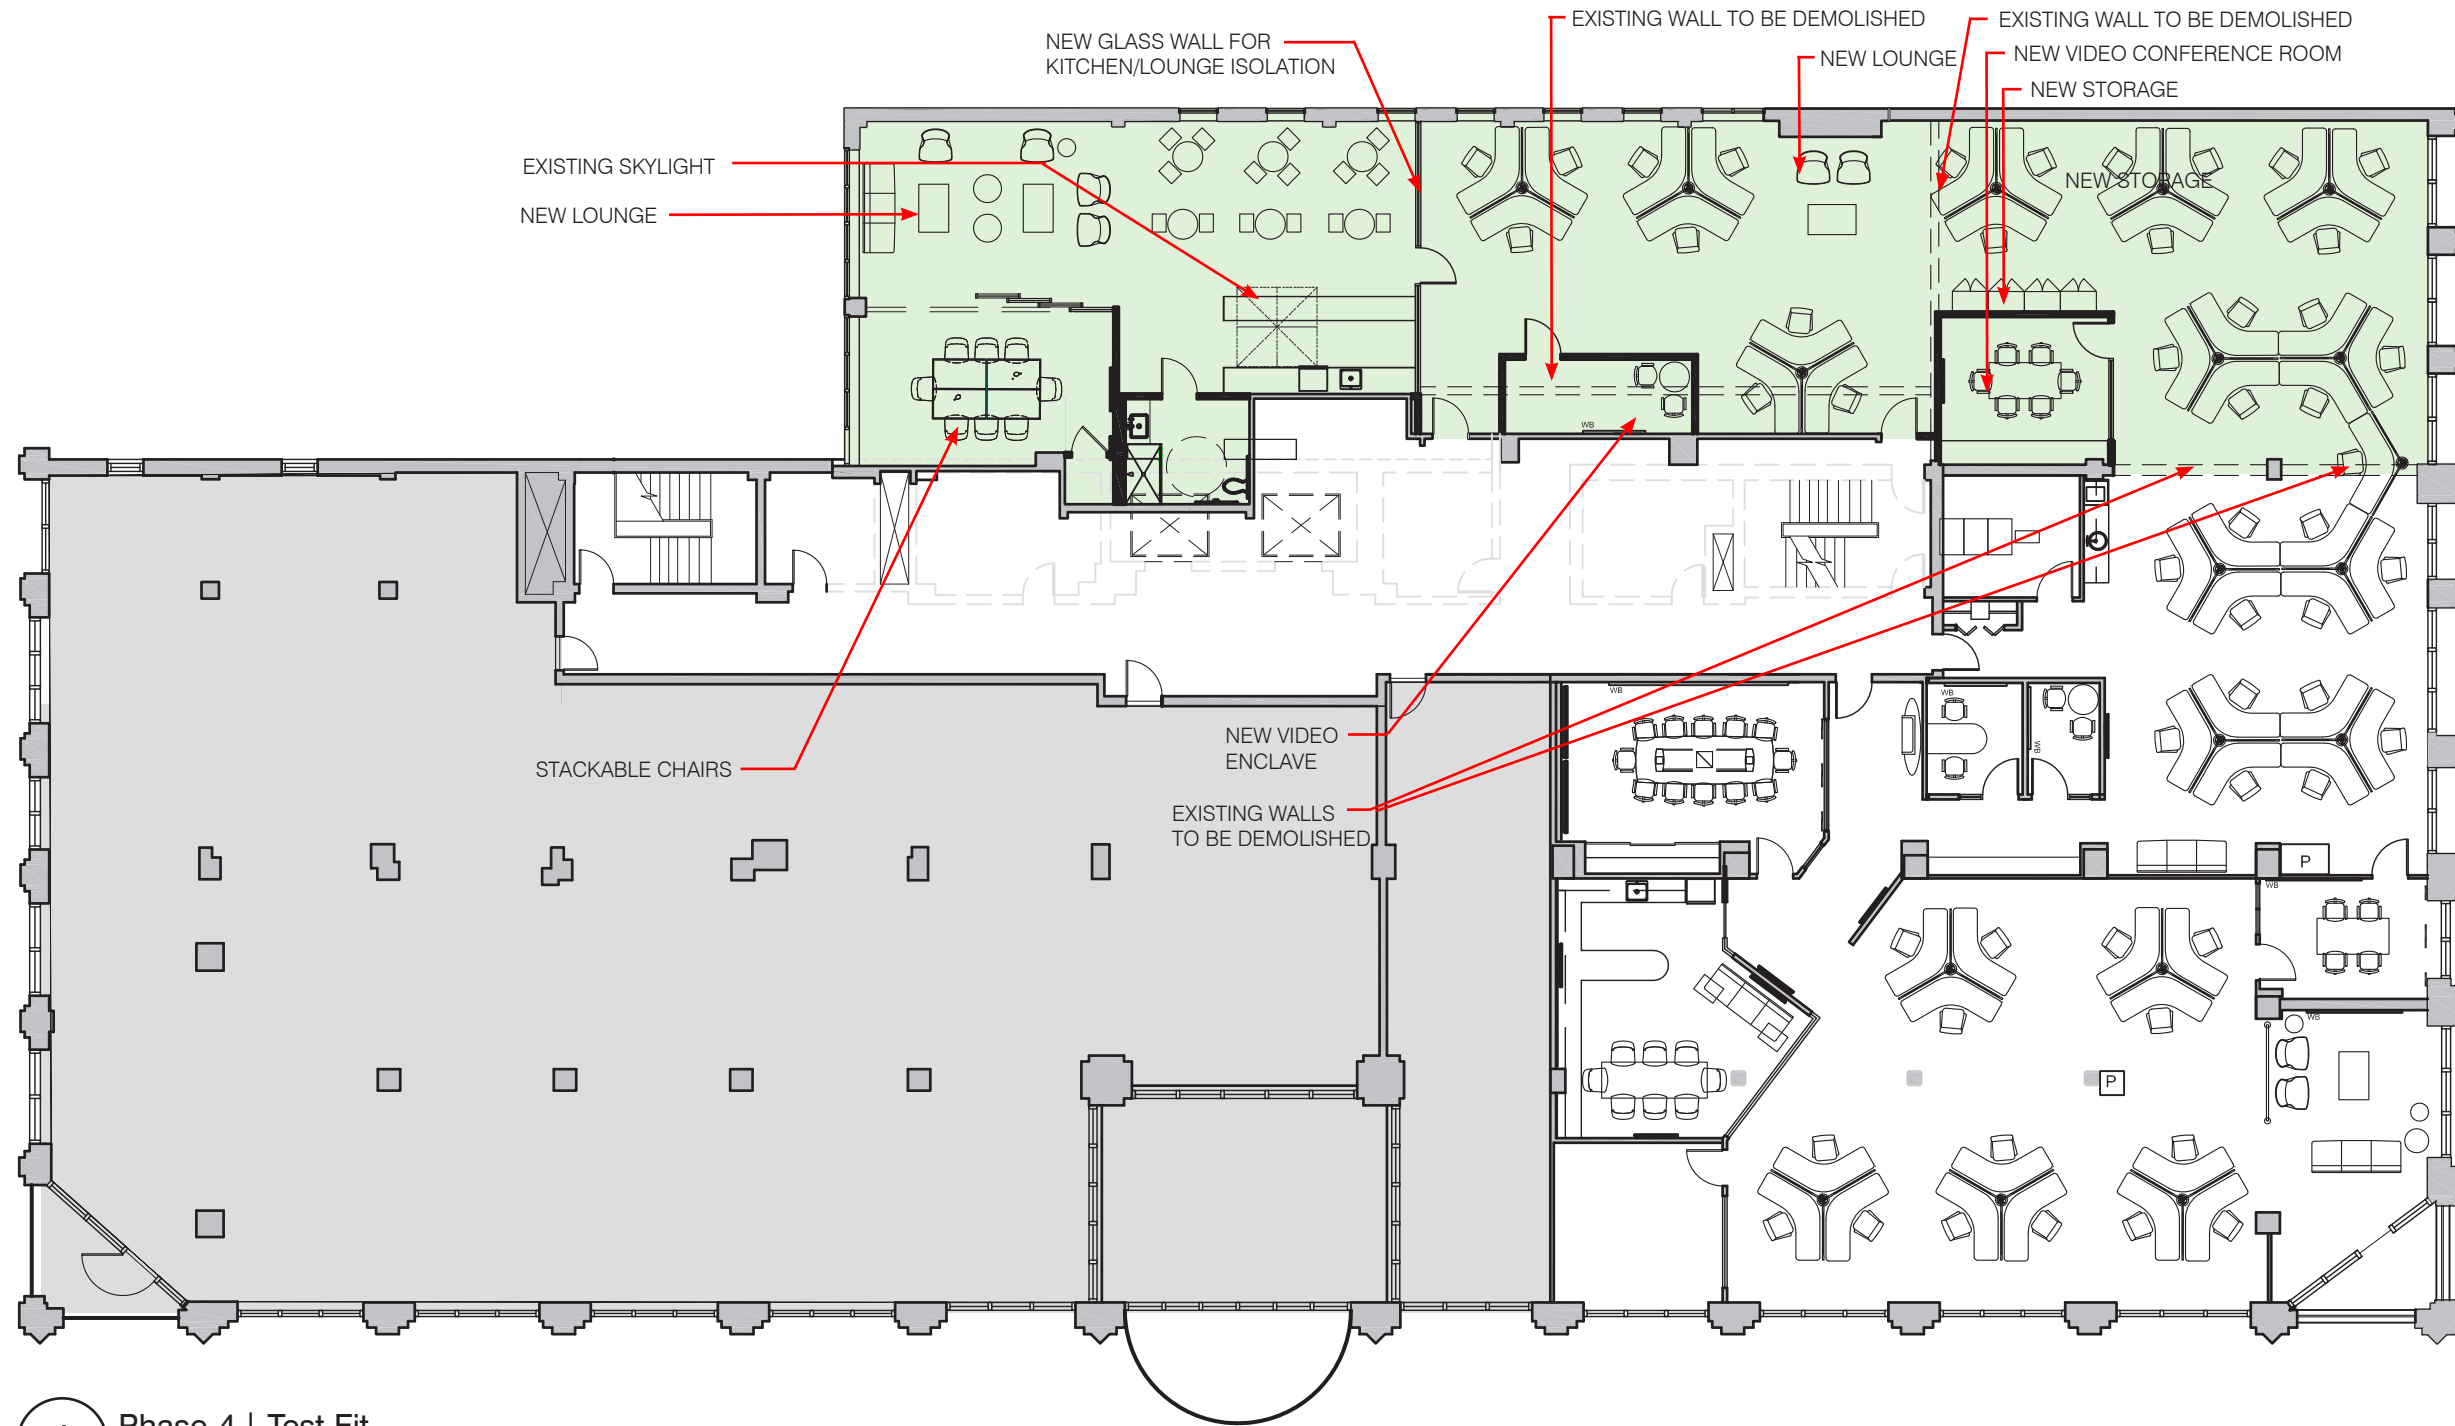 EXISTING WALL TO BE DEMOLISHED
EXISTING WALL TO BE DEMOLISHED
NEW GLASS WALL FOR
KITCHEN/LOUNGE ISOLATION
NEW LOUNGE
NEW VIDEO CONFERENCE ROOM
NEW STORAGE
EXISTING SKYLIGHT
NEW STORAGE
NEW LOUNGE
WB
WB
WB
WB
NEW VIDEO
ENCLAVE
STACKABLE CHAIRS
EXISTING WALLS
TO BE DEMOLISHED
P
WB
WB
P
Phase 4 | Test Fit